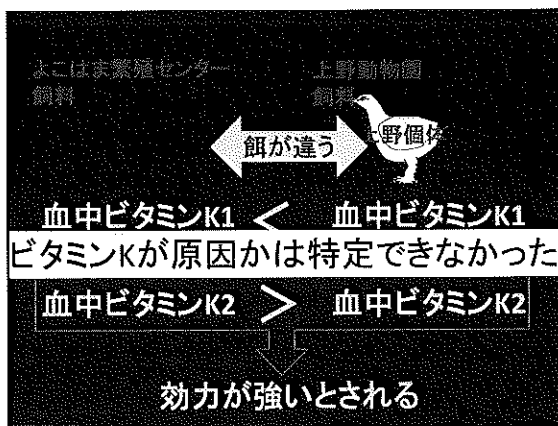 よこはま繁殖センター 上野動物園
飼料 飼料
上野個体
餌が違う
血中ビタミンK1 < 血中ビタミンK1
ビタミンKが原因かは特定できなかった
血中ビタミンK2 > 血中ビタミンK2
効力が強いとされる